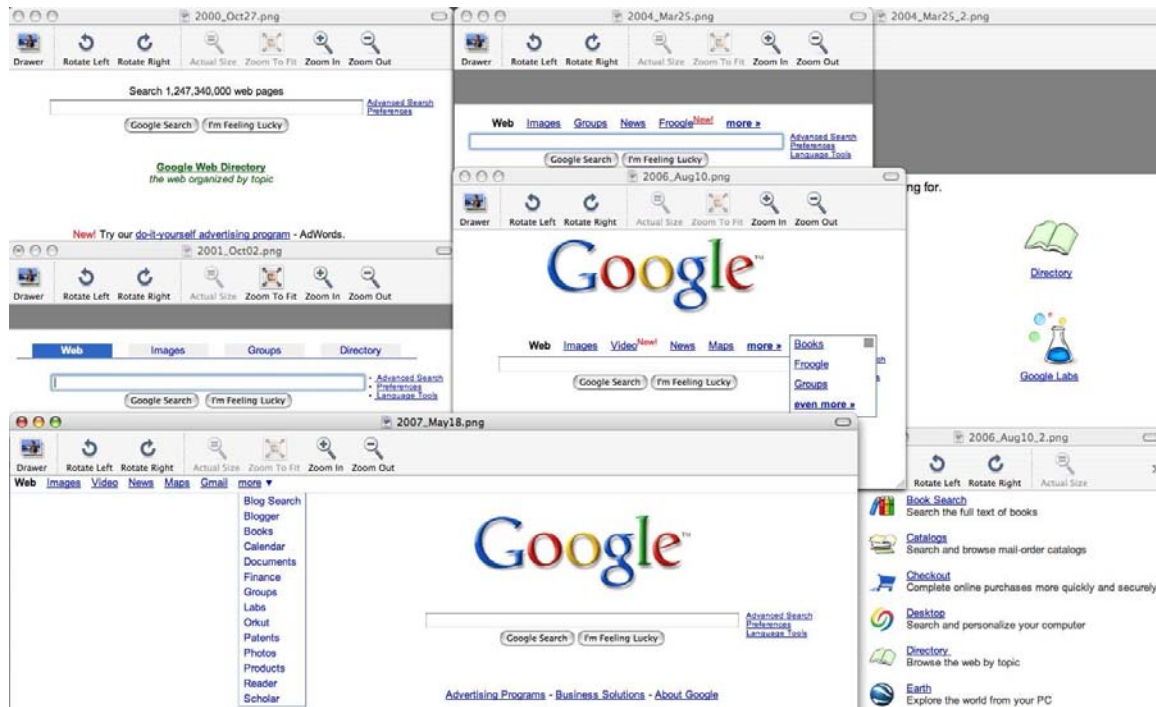 2000_Oct27.png
Drawer Rotate Left Rotate Right Actual Size Zoom To Fit Zoom In Zoom Out
Search 1,247,340,000 web pages
Advanced Search
Preferences
Google Search I'm Feeling Lucky
Google Web Directory
the web organized by topic
New! Try our do-it-yourself advertising program - AdWords.
2001_Oct02.png
Drawer Rotate Left Rotate Right Actual Size Zoom To Fit Zoom In Zoom Out
Web Images Groups Directory
• Advanced Search
• Preferences
• Language Tools
Google Search I'm Feeling Lucky
2004_Mar25.png
Drawer Rotate Left Rotate Right Actual Size Zoom To Fit Zoom In Zoom Out
Web Images Groups News Froogle New! more »
Advanced Search
Preferences
Language Tools
Google Search I'm Feeling Lucky
2004_Mar25_2.png
ng for.
Directory
Google Labs
2006_Aug10.png
Drawer Rotate Left Rotate Right Actual Size Zoom To Fit Zoom In Zoom Out
Google™
Web Images Video New! News Maps more »
Books
Froogle
Groups
even more »
Google Search I'm Feeling Lucky
2007_May18.png
Drawer Rotate Left Rotate Right Actual Size Zoom To Fit Zoom In Zoom Out
Web Images Video News Maps Gmail more ▼
Blog Search
Blogger
Books
Calendar
Documents
Finance
Groups
Labs
Orkut
Patents
Photos
Products
Reader
Scholar
Google™
Advanced Search
Preferences
Language Tools
Google Search I'm Feeling Lucky
Advertising Programs - Business Solutions - About Google
2006_Aug10_2.png
Rotate Left Rotate Right Actual Size
Book Search
Search the full text of books
Catalogs
Search and browse mail-order catalogs
Checkout
Complete online purchases more quickly and securely
Desktop
Search and personalize your computer
Directory
Browse the web by topic
Earth
Explore the world from your PC